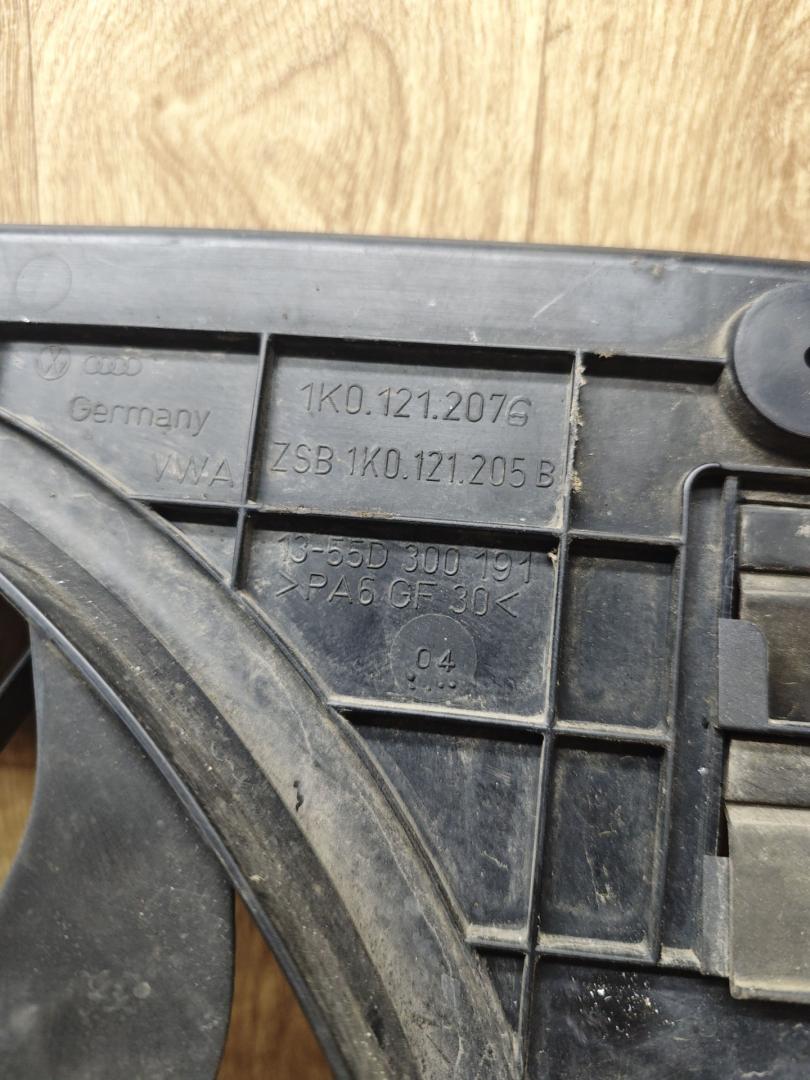 Germany
VWA
1K0.121.207G
ZSB 1K0.121.205 B
13-55D 300 191
>PA6 GF 30<
04